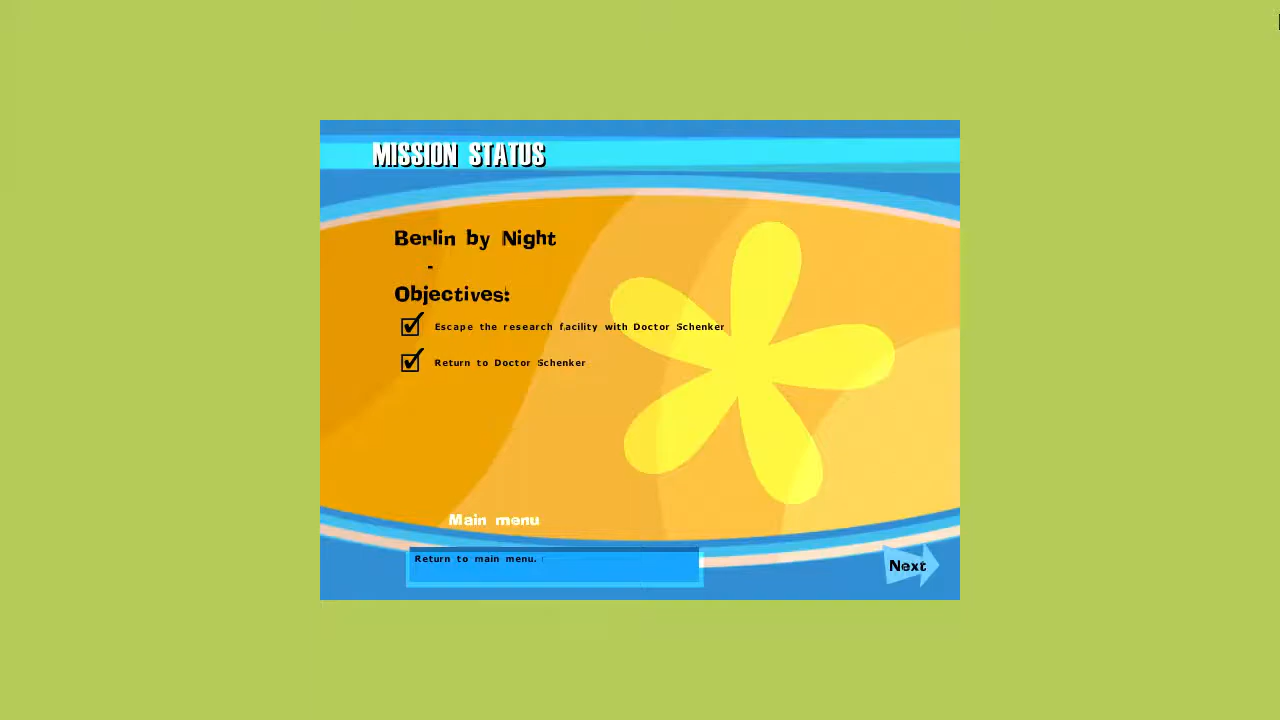 MISSION STATUS
Berlin by Night
-
Objectives:
Escape the research facility with Doctor Schenker
Return to Doctor Schenker
Main menu
Return to main menu.
Next